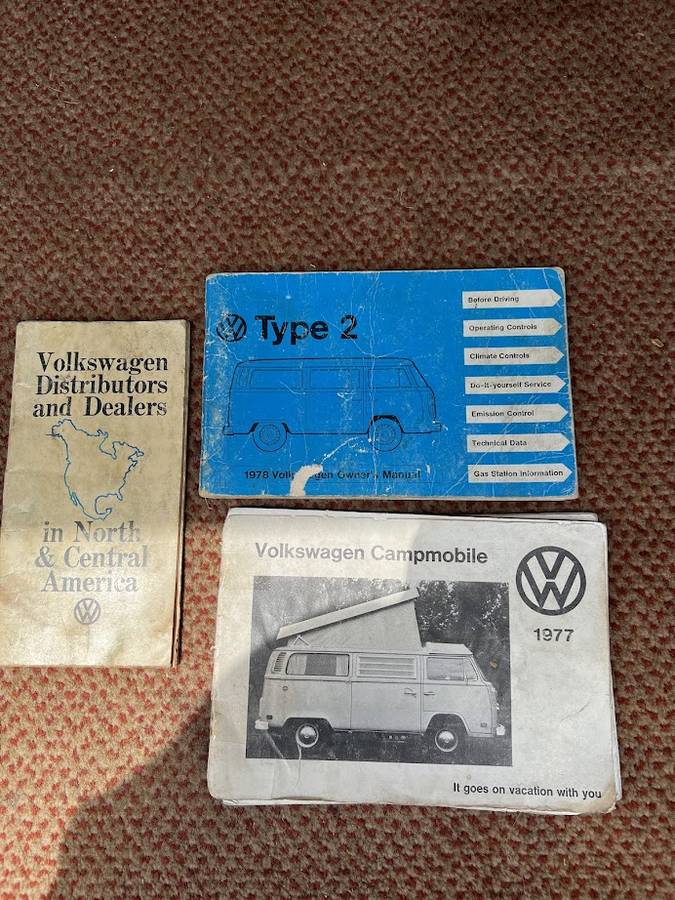 Volkswagen
Distributors
and Dealers
in North
& Central
America
Type 2
Before Driving
Operating Controls
Climate Controls
Do-it-yourself Service
Emission Control
Technical Data
Gas Station Information
1978 Volkswagen Owner's Manual
Volkswagen Campmobile
1977
It goes on vacation with you